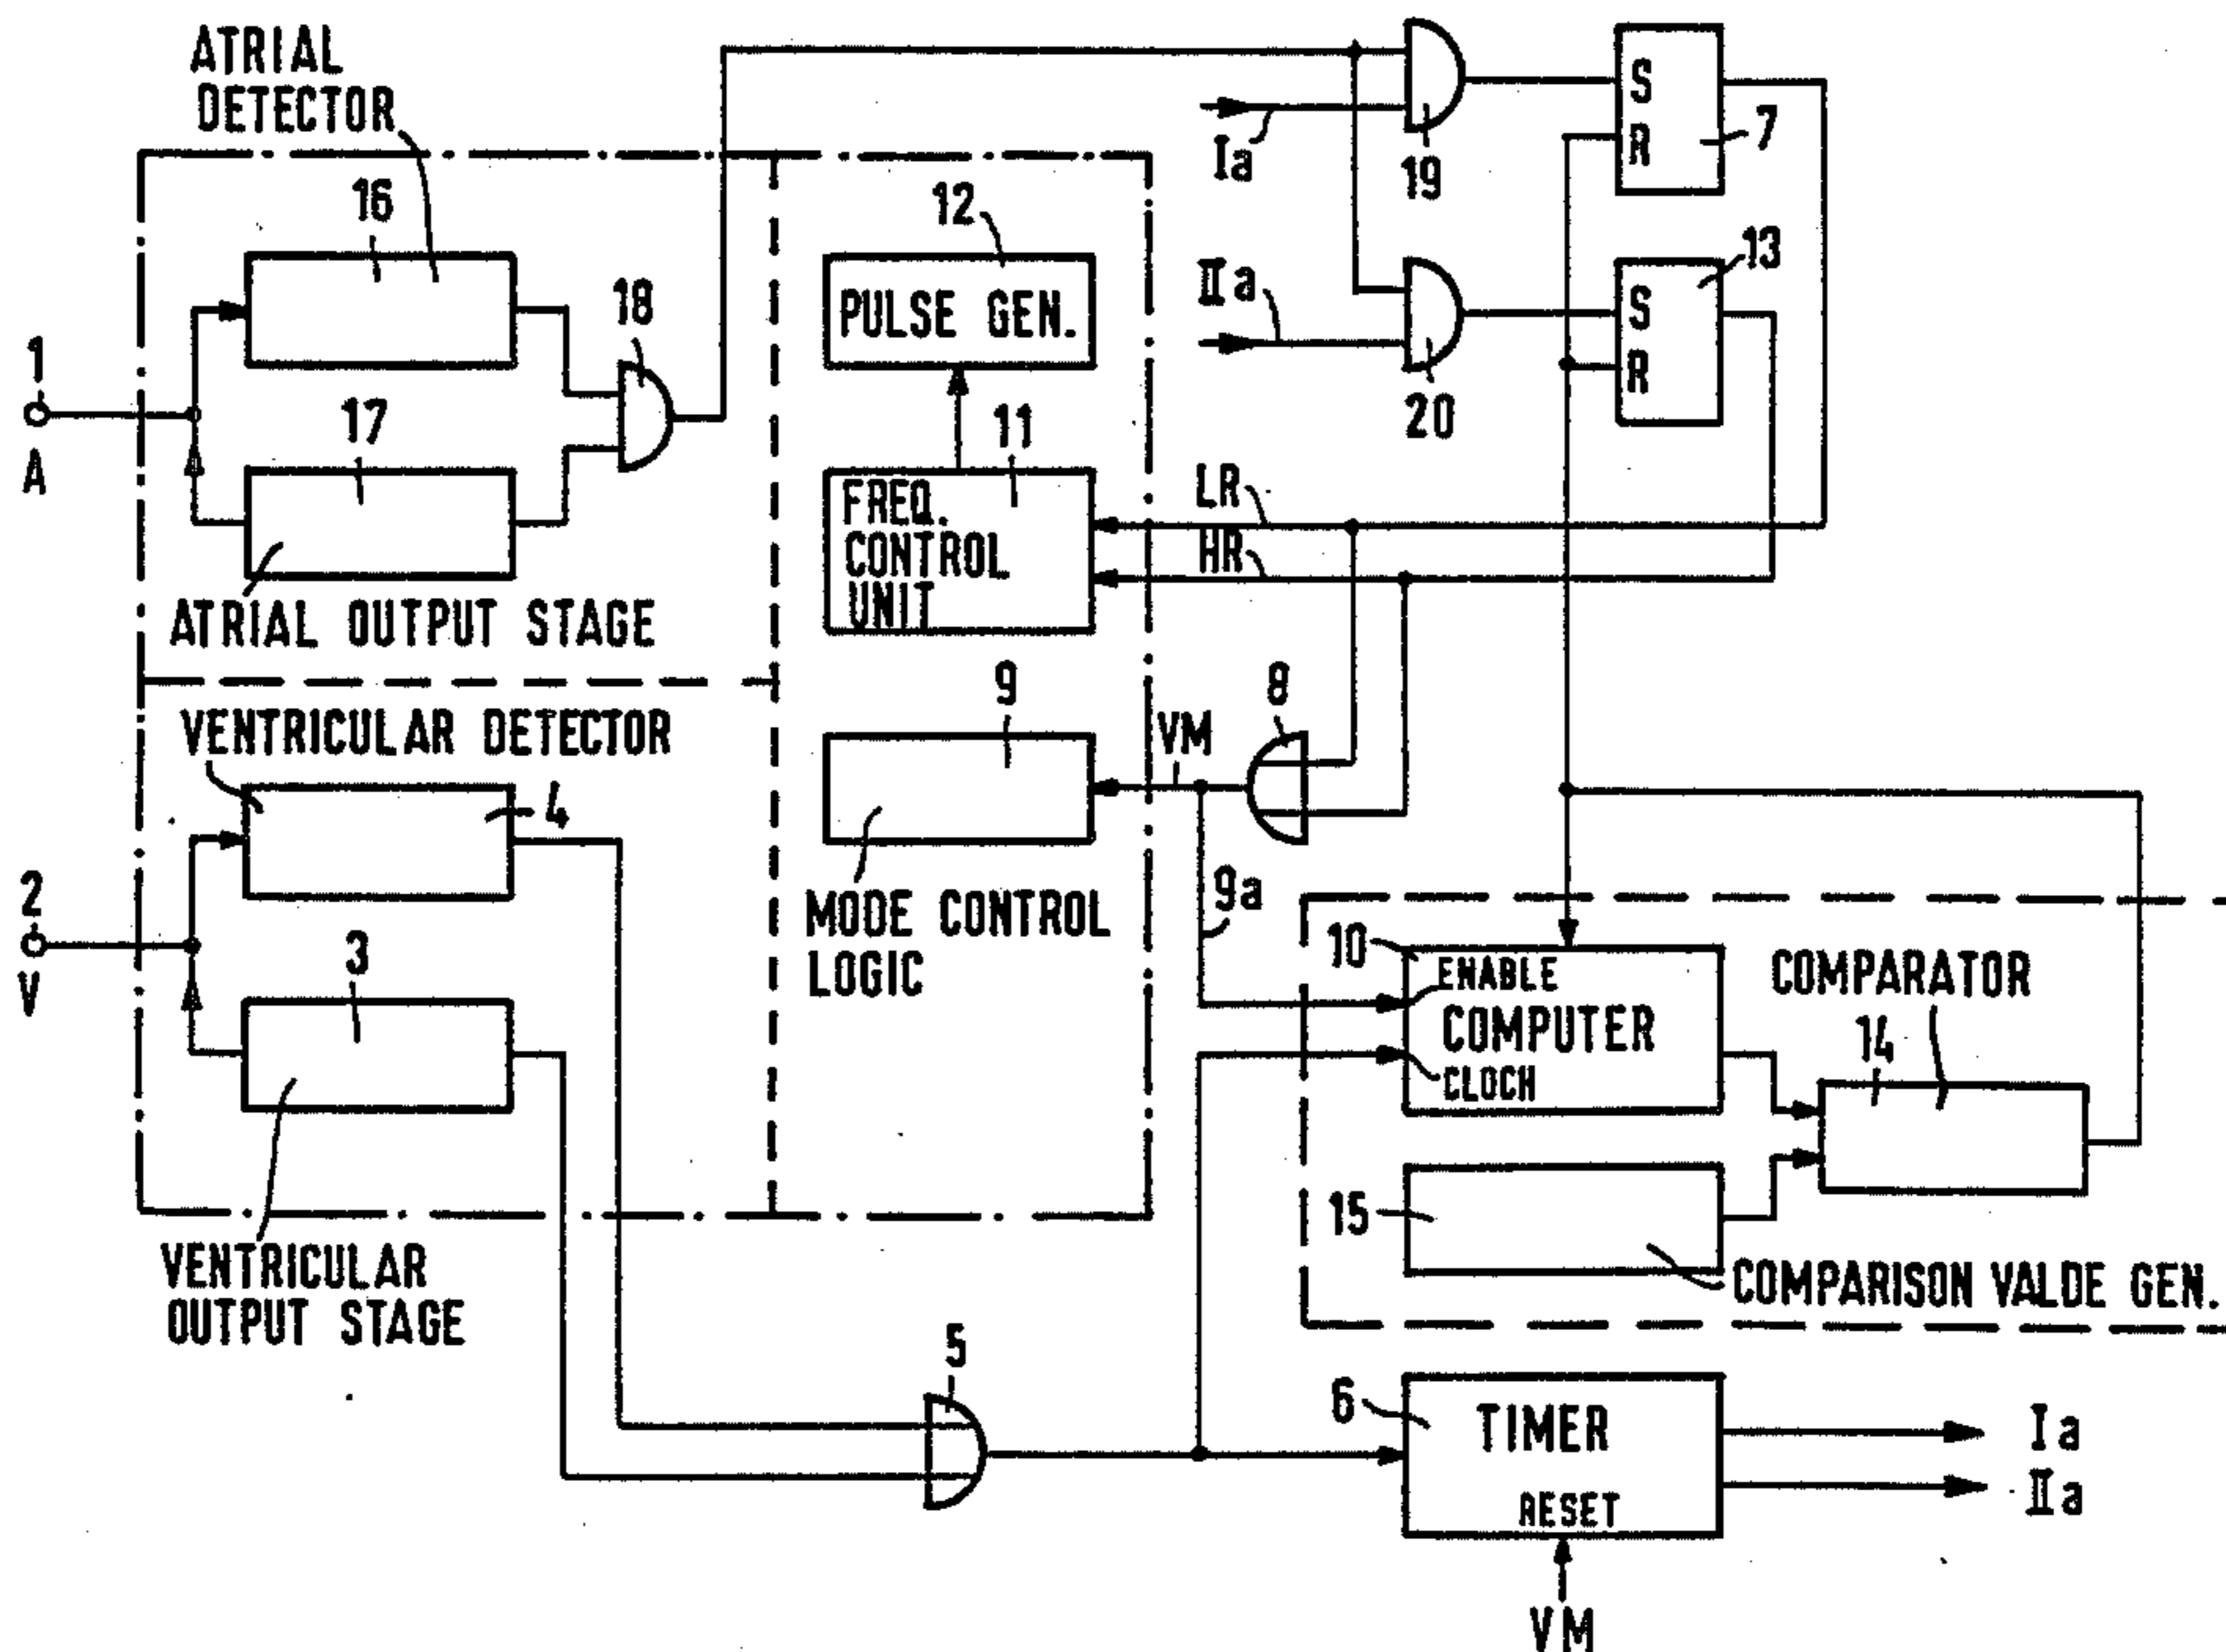 ATRIAL
DETECTOR
16
12
PULSE GEN.
18
1
A
17
11
FREQ.
CONTROL
UNIT
ATRIAL OUTPUT STAGE
Ia
19
S
R
7
IIa
20
S
R
13
LR
HR
VENTRICULAR DETECTOR
4
9
VM
8
2
V
3
MODE CONTROL
LOGIC
9a
10
ENABLE
COMPUTER
CLOCH
COMPARATOR
14
15
COMPARISON VALDE GEN.
VENTRICULAR
OUTPUT STAGE
5
6
TIMER
RESET
Ia
IIa
VM